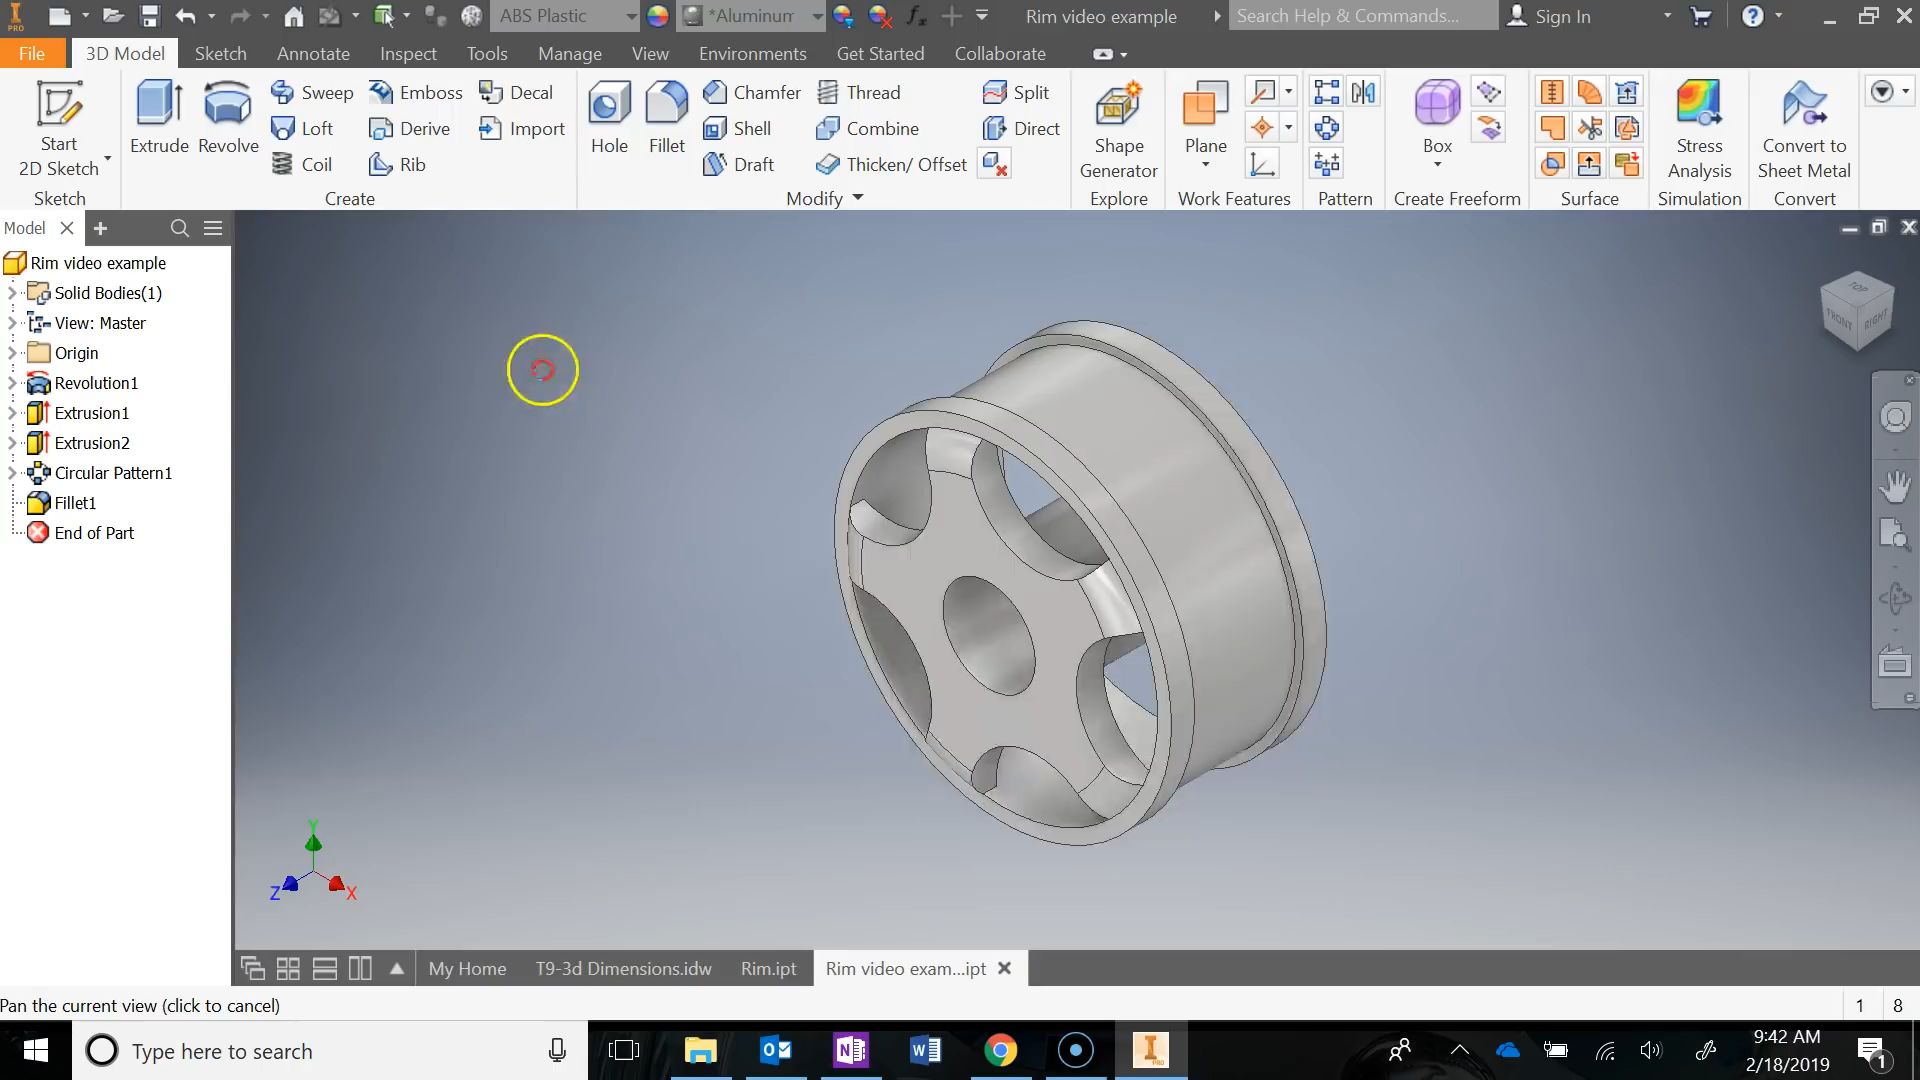 PRO
ABS Plastic
*Aluminum
Rim video example
Search Help & Commands...
Sign In
File
3D Model
Sketch
Annotate
Inspect
Tools
Manage
View
Environments
Get Started
Collaborate
Start
2D Sketch
Extrude
Revolve
Sweep
Loft
Coil
Emboss
Derive
Rib
Decal
Import
Hole
Fillet
Chamfer
Shell
Draft
Thread
Combine
Thicken/ Offset
Split
Direct
Shape
Generator
Plane
Box
Stress
Analysis
Convert to
Sheet Metal
Sketch
Create
Modify
Explore
Work Features
Pattern
Create Freeform
Surface
Simulation
Convert
Model
Rim video example
Solid Bodies(1)
View: Master
Origin
Revolution1
Extrusion1
Extrusion2
Circular Pattern1
Fillet1
End of Part
TOP
FRONT
RIGHT
Y
Z
X
My Home
T9-3d Dimensions.idw
Rim.ipt
Rim video exam...ipt
Pan the current view (click to cancel)
1
8
Type here to search
9:42 AM
2/18/2019
1